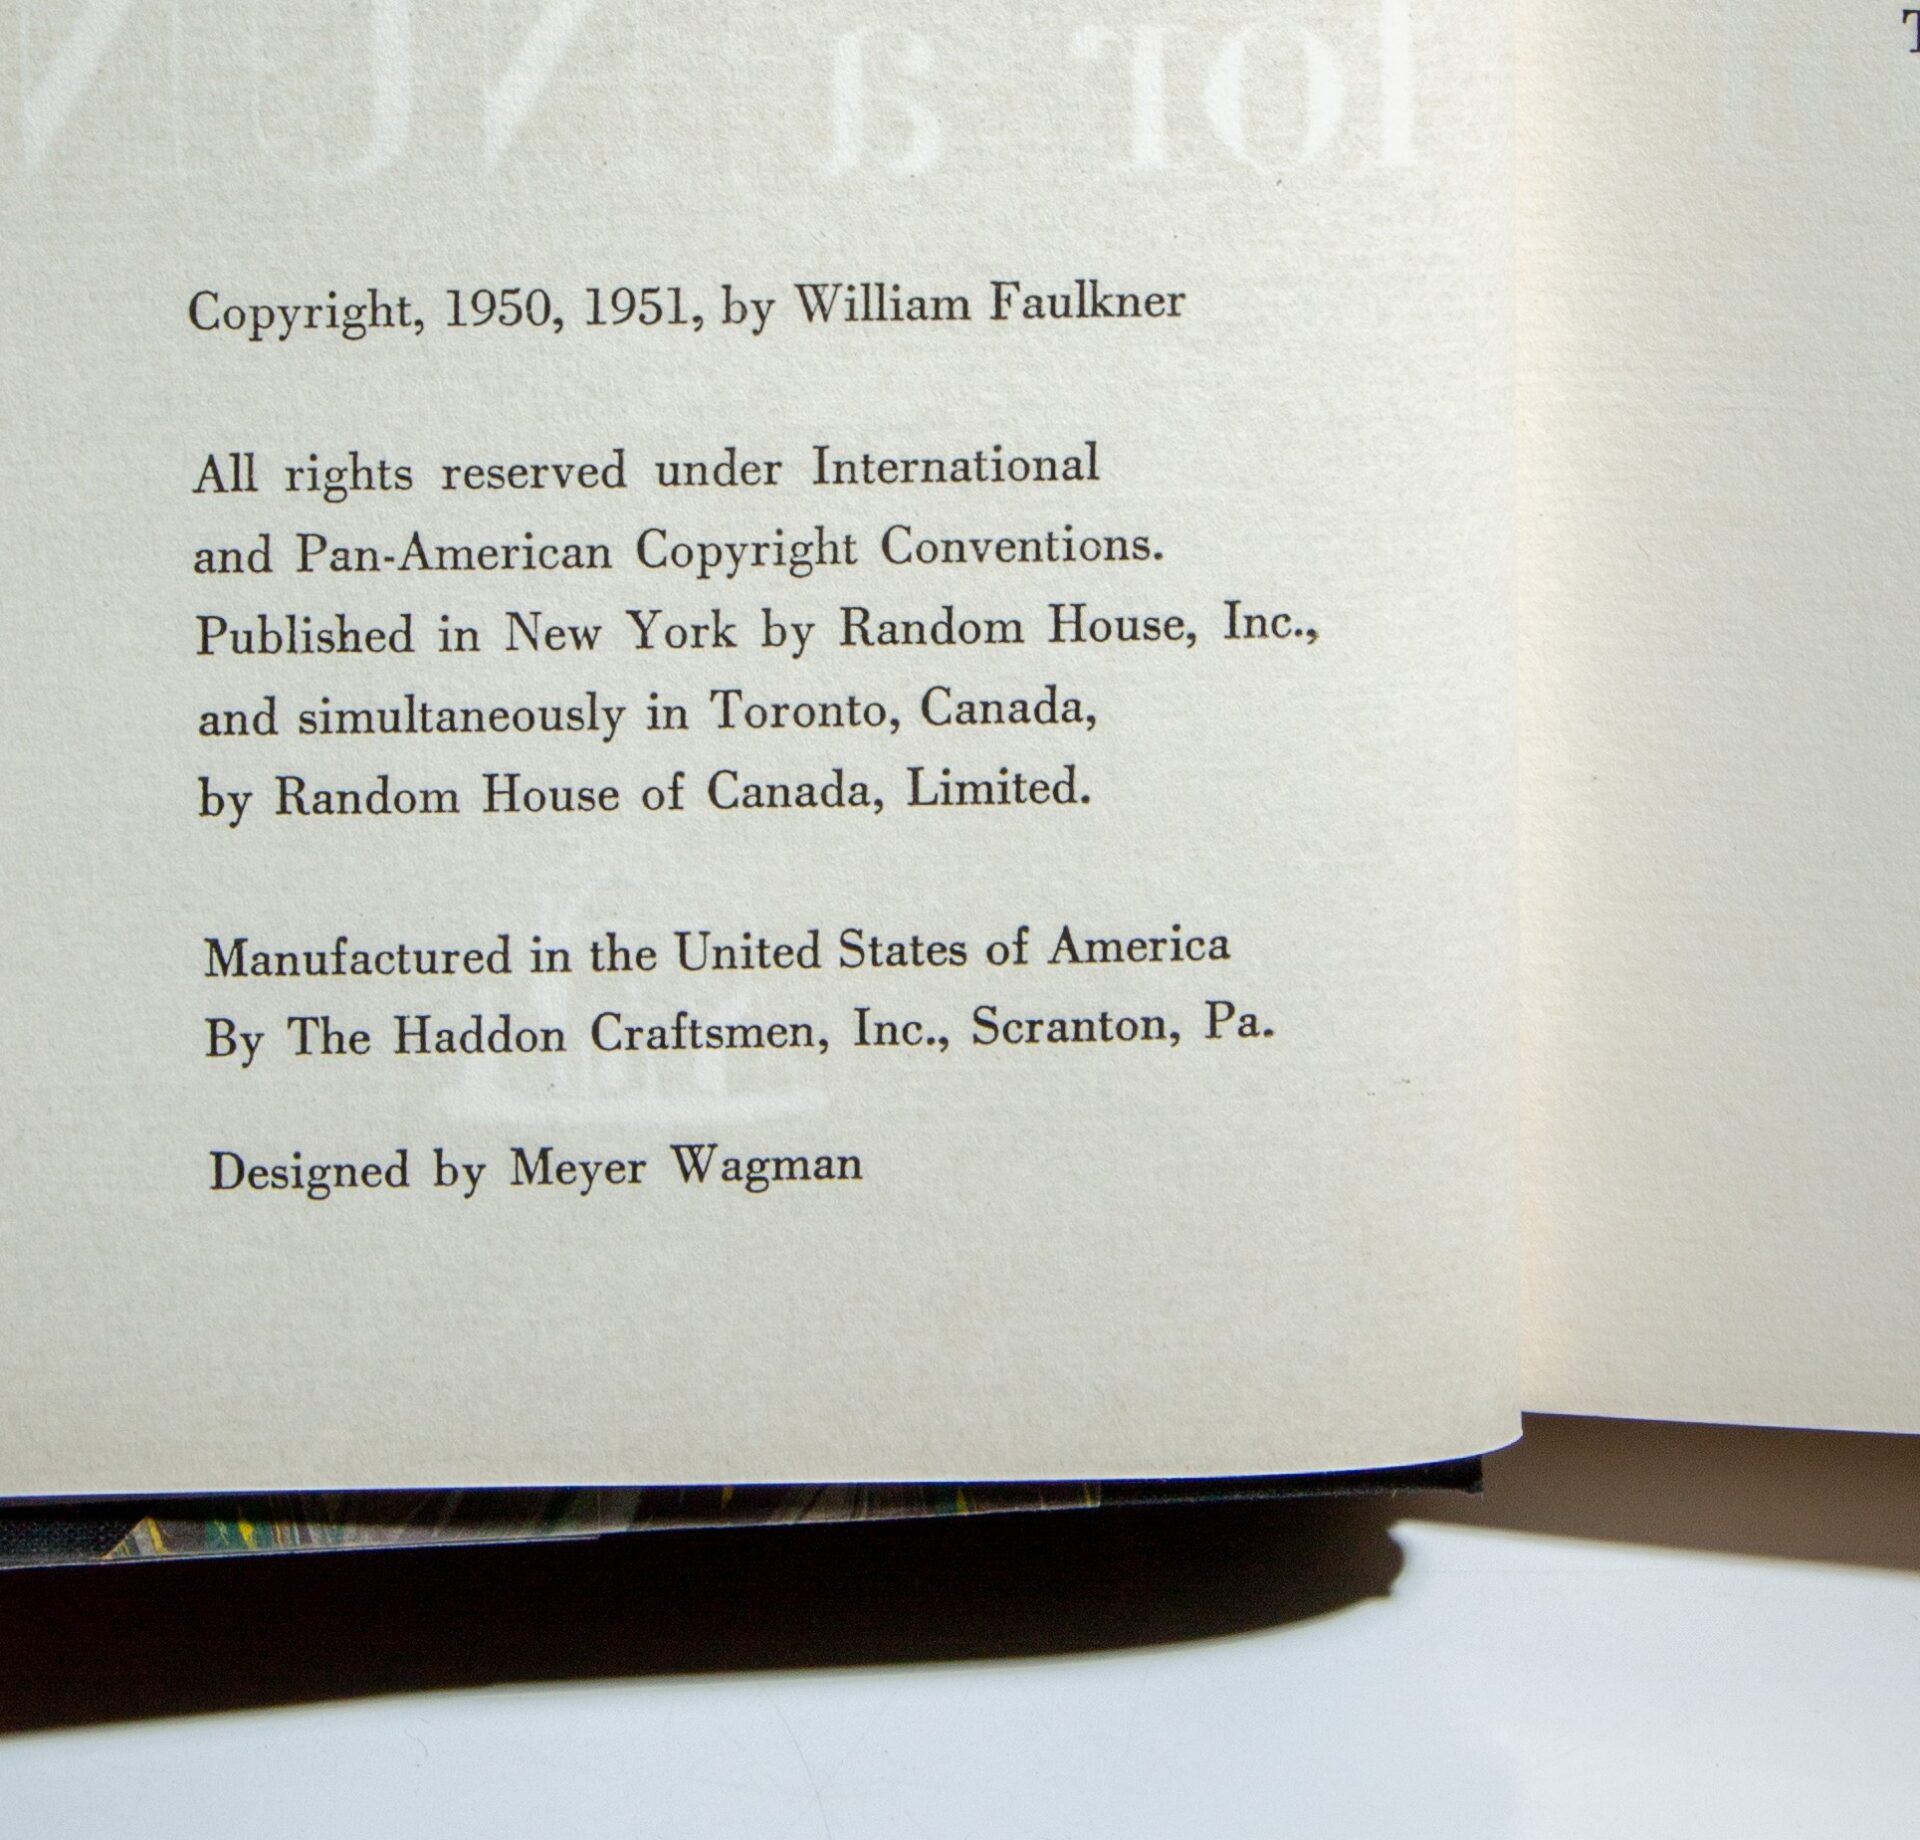 for a NUN
Copyright, 1950, 1951, by William Faulkner
All rights reserved under International
and Pan-American Copyright Conventions.
Published in New York by Random House, Inc.,
and simultaneously in Toronto, Canada,
by Random House of Canada, Limited.
Manufactured in the United States of America
By The Haddon Craftsmen, Inc., Scranton, Pa.
Designed by Meyer Wagman